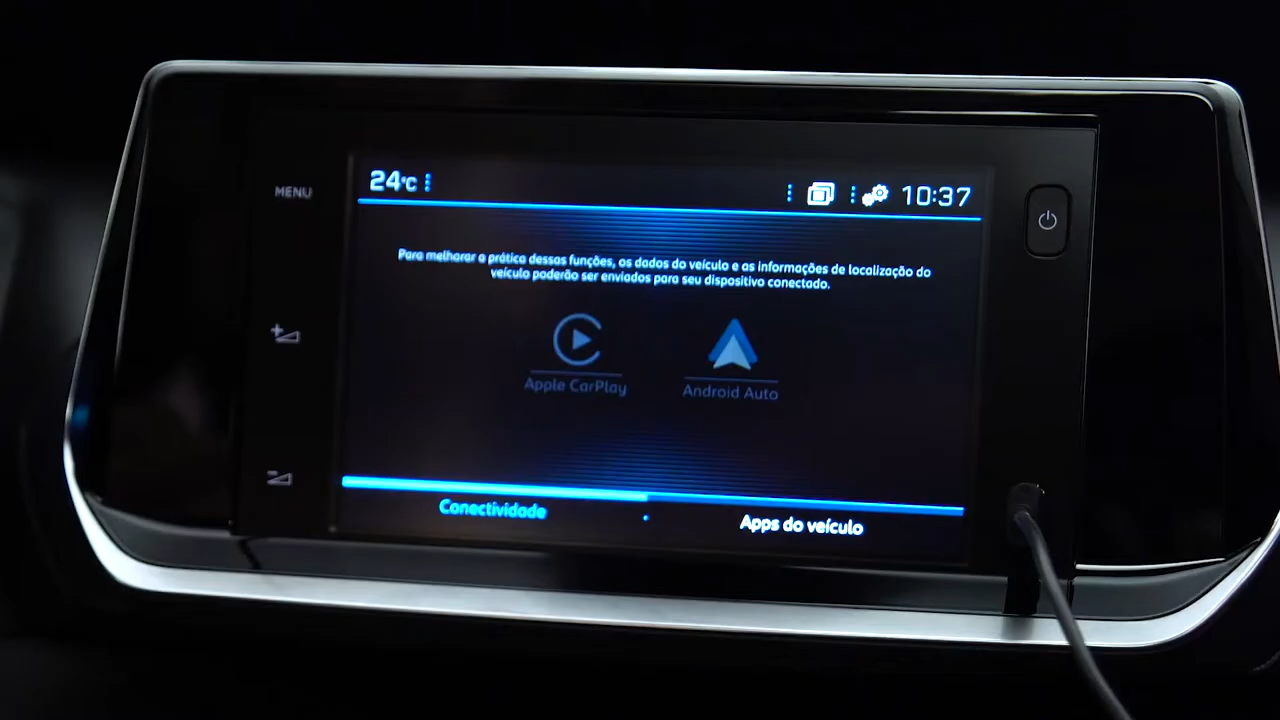 MENU
24°C
10:37
Para melhorar a prática dessas funções, os dados do veículo e as informações de localização do
veículo poderão ser enviados para seu dispositivo conectado.
Apple CarPlay
Android Auto
Conectividade
Apps do veículo